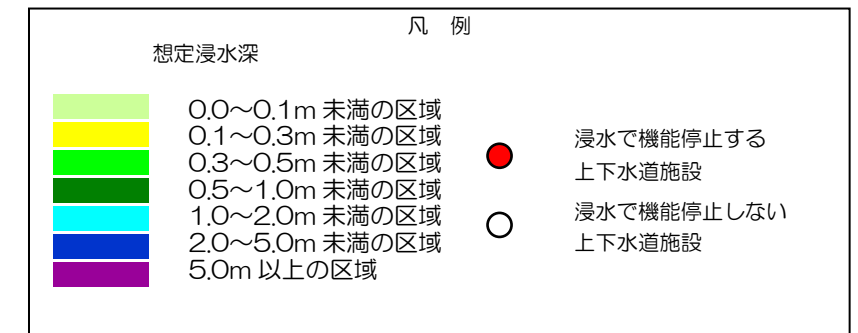 凡 例
想定浸水深
0.0～0.1m 未満の区域
0.1～0.3m 未満の区域
0.3～0.5m 未満の区域
0.5～1.0m 未満の区域
1.0～2.0m 未満の区域
2.0～5.0m 未満の区域
5.0m 以上の区域
浸水で機能停止する
上下水道施設
浸水で機能停止しない
上下水道施設